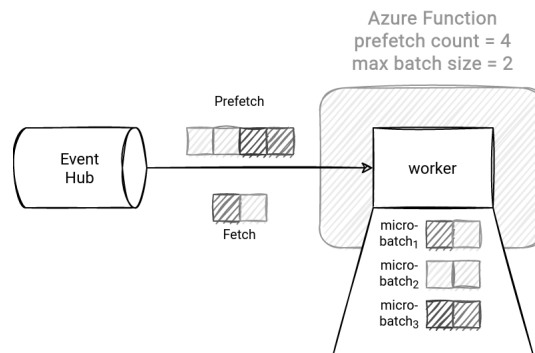 Azure Function
prefetch count = 4
max batch size = 2
Prefetch
Event
Hub
worker
Fetch
micro-
batch₁
micro-
batch₂
micro-
batch₃